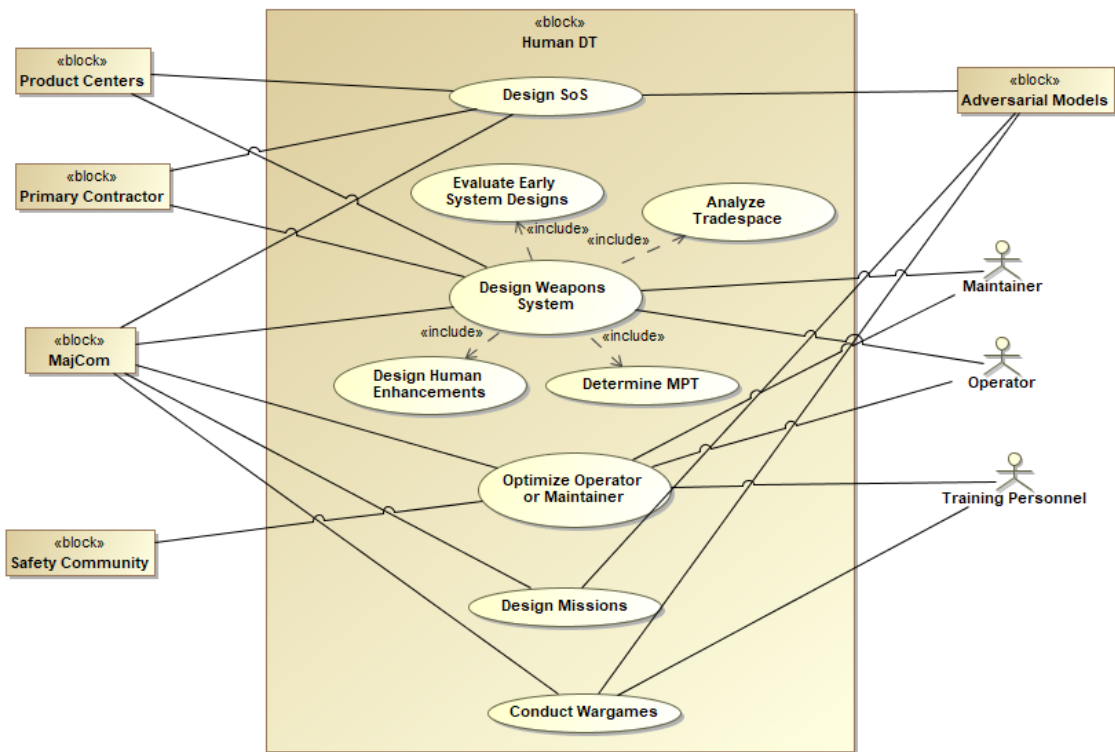 «block»
Human DT
«block»
Product Centers
Design SoS
«block»
Adversarial Models
«block»
Primary Contractor
Evaluate Early
System Designs
Analyze
Tradespace
«include»
«include»
Design Weapons
System
Maintainer
«block»
MajCom
«include»
«include»
Design Human
Enhancements
Determine MPT
Operator
Optimize Operator
or Maintainer
Training Personnel
«block»
Safety Community
Design Missions
Conduct Wargames